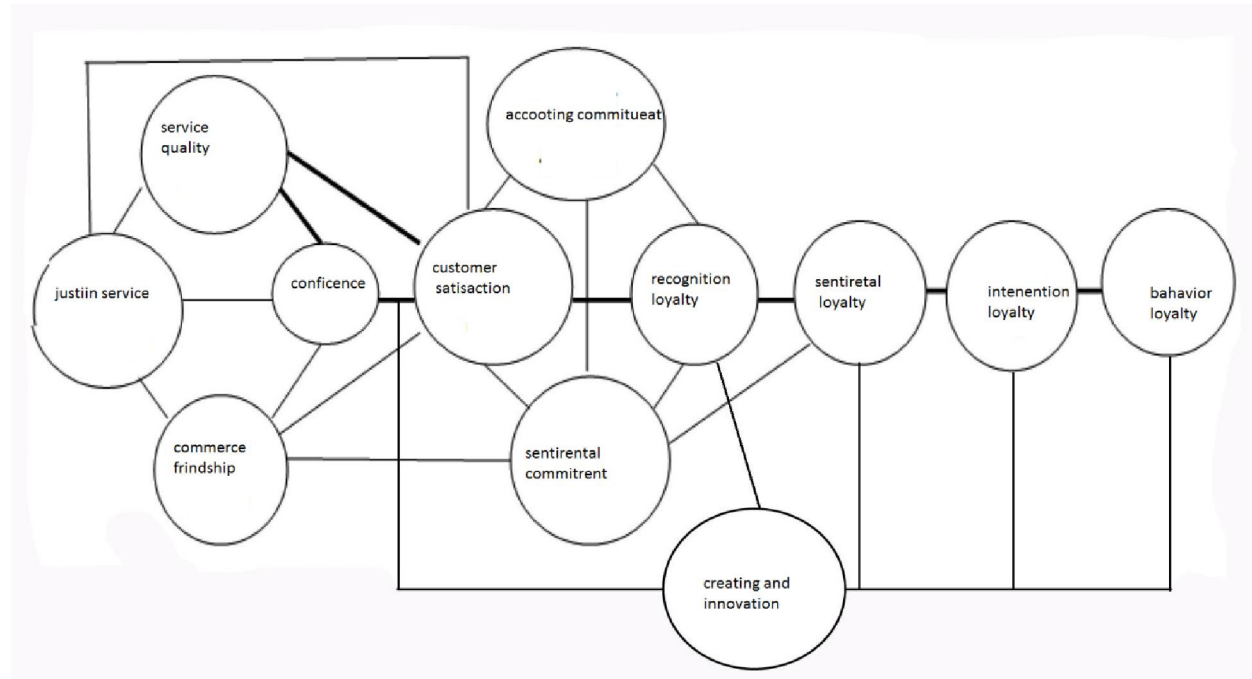 service
quality
accooting commitueat
justiin service
conficence
customer
satisaction
recognition
loyalty
sentiretal
loyalty
intenention
loyalty
bahavior
loyalty
commerce
frindship
sentirental
commitrent
creating and
innovation